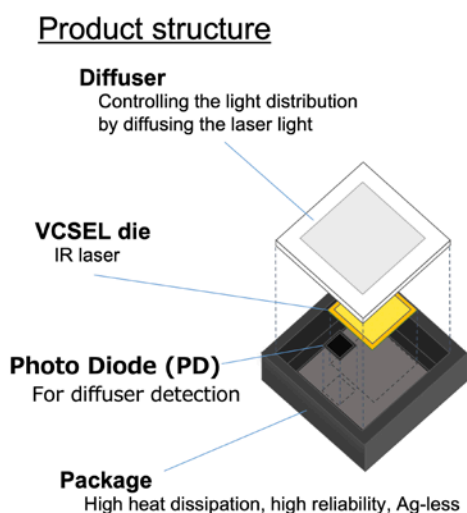 Product structure
Diffuser
Controlling the light distribution
by diffusing the laser light
VCSEL die
IR laser
Photo Diode (PD)
For diffuser detection
Package
High heat dissipation, high reliability, Ag-less